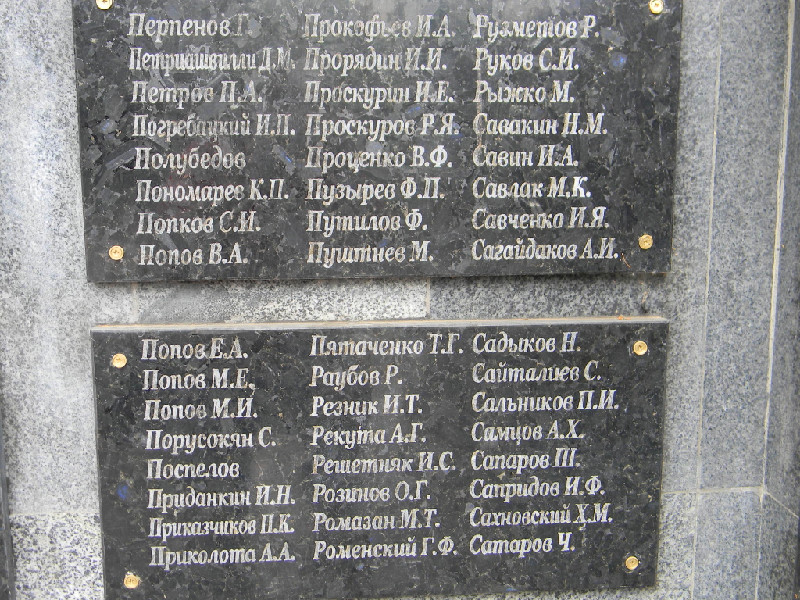 Перпенов Г.
Петриашвилли Д.М.
Петров П.А.
Погребацкий И.П.
Полубедов
Пономарев К.П.
Попков С.И.
Попов В.А.
Прокофьев И.А.
Прорядин И.И.
Проскурин И.Е.
Проскуров Р.Я.
Проценко В.Ф.
Пузырев Ф.П.
Путилов Ф.
Пуштнев М.
Рузметов Р.
Руков С.И.
Рыжко М.
Савакин Н.М.
Савин И.А.
Савлак М.К.
Савченко И.Я.
Сагайдаков А.И.
Попов Е.А.
Попов М.Е.
Попов М.И.
Порусокян С.
Поспелов
Приданкин И.Н.
Приказчиков П.К.
Приколота А.А.
Пятаченко Т.Г.
Раубов Р.
Резник И.Т.
Рекута А.Г.
Решетняк И.С.
Розинов О.Г.
Ромазан М.Т.
Роменский Г.Ф.
Садыков Н.
Сайталиев С.
Сальников П.И.
Самцов А.Х.
Сапаров Ш.
Сапридов И.Ф.
Сахновский Х.М.
Сатаров Ч.